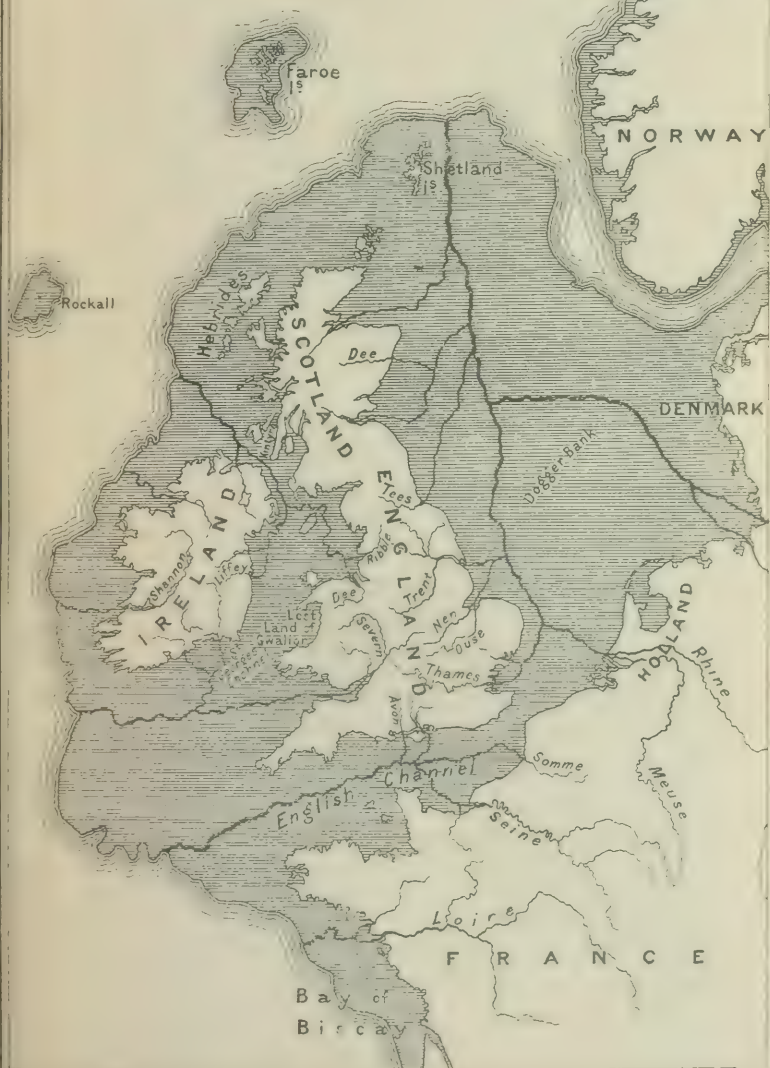 Faroe
Is
NORWAY
Shetland
Is
Rockall
Hebrides
SCOTLAND
Dee
DENMARK
Dogger Bank
ENGLAND
Tees
IRELAND
Ribble
Shannon
Liffey
Dee
Trent
HOLLAND
Lost
Land of
Gwalior
Severn
Nen
Ouse
Rhine
Thames
Avon
English Channel
Somme
Meuse
Seine
Loire
FRANCE
Bay of
Biscay